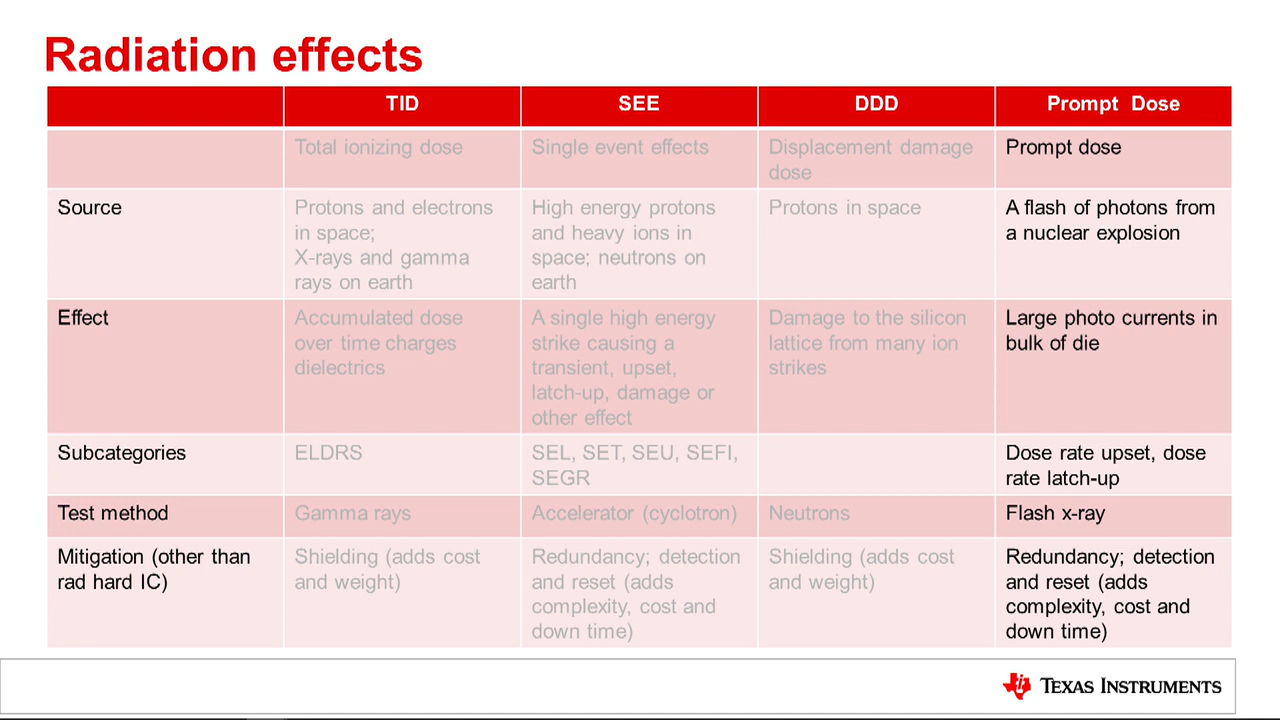 Radiation effects
TID
SEE
DDD
Prompt Dose
Total ionizing dose
Single event effects
Displacement damage
dose
Prompt dose
Source
Protons and electrons
in space;
X-rays and gamma
rays on earth
High energy protons
and heavy ions in
space; neutrons on
earth
Protons in space
A flash of photons from
a nuclear explosion
Effect
Accumulated dose
over time charges
dielectrics
A single high energy
strike causing a
transient, upset,
latch-up, damage or
other effect
Damage to the silicon
lattice from many ion
strikes
Large photo currents in
bulk of die
Subcategories
ELDRS
SEL, SET, SEU, SEFI,
SEGR
Dose rate upset, dose
rate latch-up
Test method
Gamma rays
Accelerator (cyclotron)
Neutrons
Flash x-ray
Mitigation (other than
rad hard IC)
Shielding (adds cost
and weight)
Redundancy; detection
and reset (adds
complexity, cost and
down time)
Shielding (adds cost
and weight)
Redundancy; detection
and reset (adds
complexity, cost and
down time)
TEXAS INSTRUMENTS